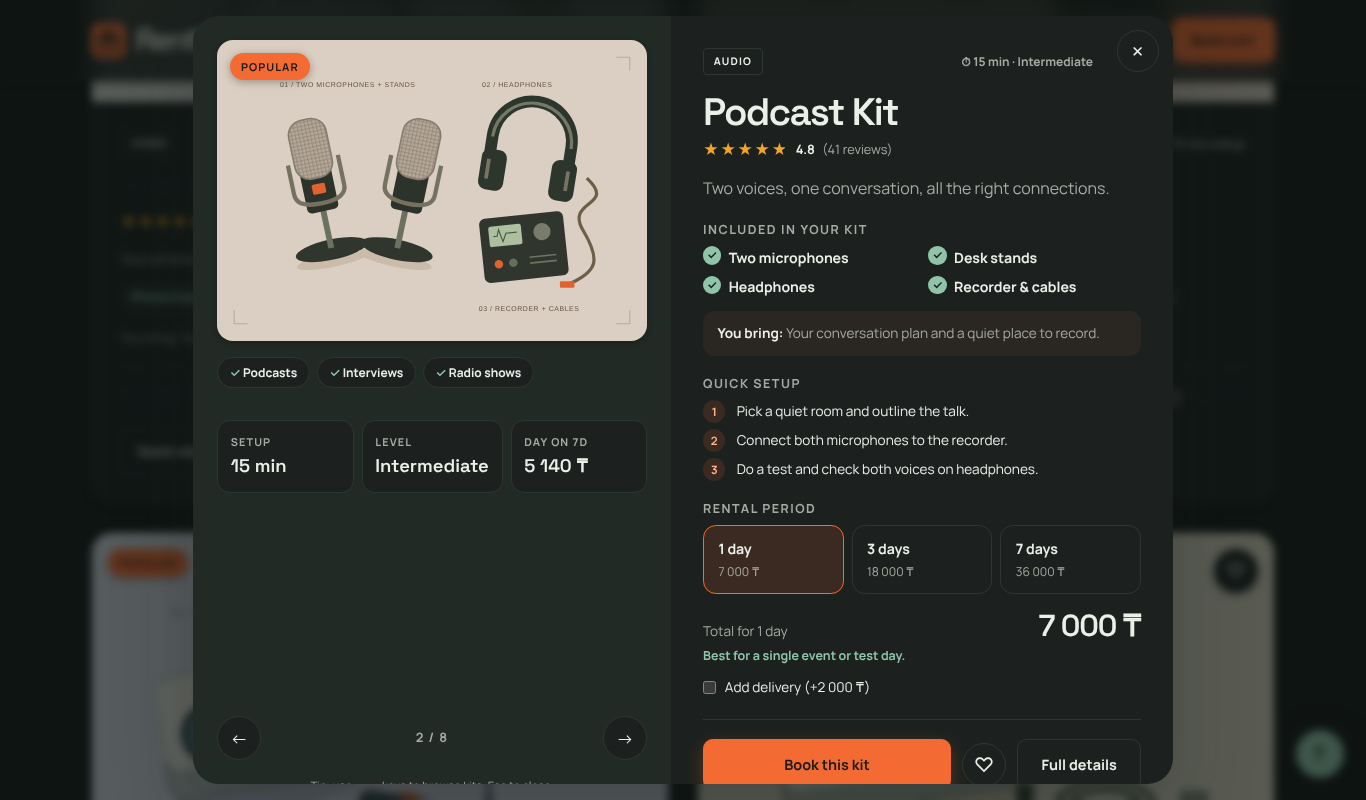 POPULAR
01 / TWO MICROPHONES + STANDS
02 / HEADPHONES
03 / RECORDER + CABLES
✓ Podcasts
✓ Interviews
✓ Radio shows
SETUP
15 min
LEVEL
Intermediate
DAY ON 7D
5 140 ₸
←
2 / 8
→
AUDIO
⏱ 15 min · Intermediate
×
Podcast Kit
★★★★★ 4.8 (41 reviews)
Two voices, one conversation, all the right connections.
INCLUDED IN YOUR KIT
Two microphones
Desk stands
Headphones
Recorder & cables
You bring: Your conversation plan and a quiet place to record.
QUICK SETUP
1 Pick a quiet room and outline the talk.
2 Connect both microphones to the recorder.
3 Do a test and check both voices on headphones.
RENTAL PERIOD
1 day
7 000 ₸
3 days
18 000 ₸
7 days
36 000 ₸
Total for 1 day
7 000 ₸
Best for a single event or test day.
Add delivery (+2 000 ₸)
Book this kit
Full details